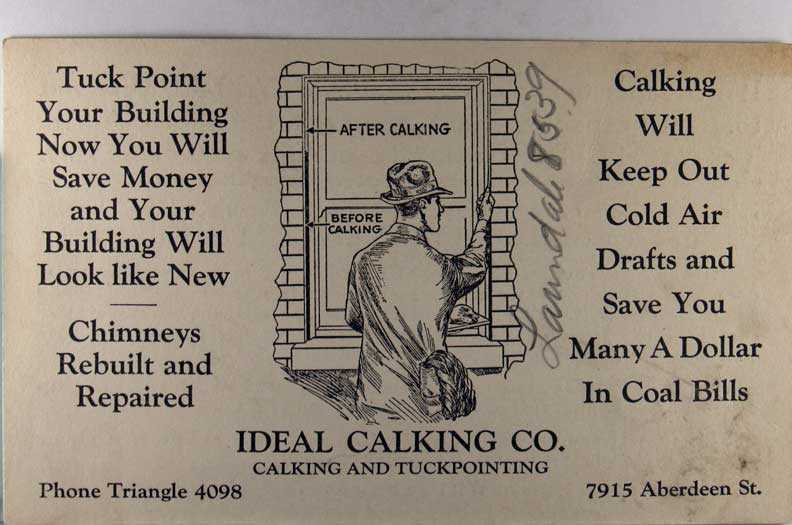 Tuck Point
Your Building
Now You Will
Save Money
and Your
Building Will
Look like New
Chimneys
Rebuilt and
Repaired
AFTER CALKING
BEFORE
CALKING
Calking
Will
Keep Out
Cold Air
Drafts and
Save You
Many A Dollar
In Coal Bills
IDEAL CALKING CO.
CALKING AND TUCKPOINTING
Phone Triangle 4098
7915 Aberdeen St.